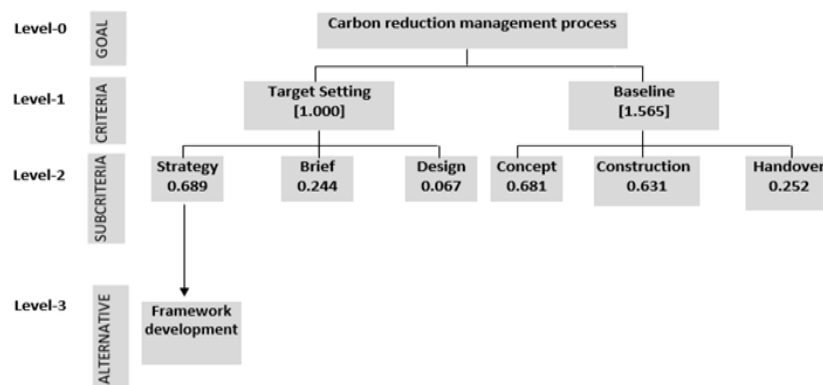 Level-0
GOAL
Carbon reduction management process
Level-1
CRITERIA
Target Setting
[1.000]
Baseline
[1.565]
Level-2
SUBCRITERIA
Strategy
0.689
Brief
0.244
Design
0.067
Concept
0.681
Construction
0.631
Handover
0.252
Level-3
ALTERNATIVE
Framework
development